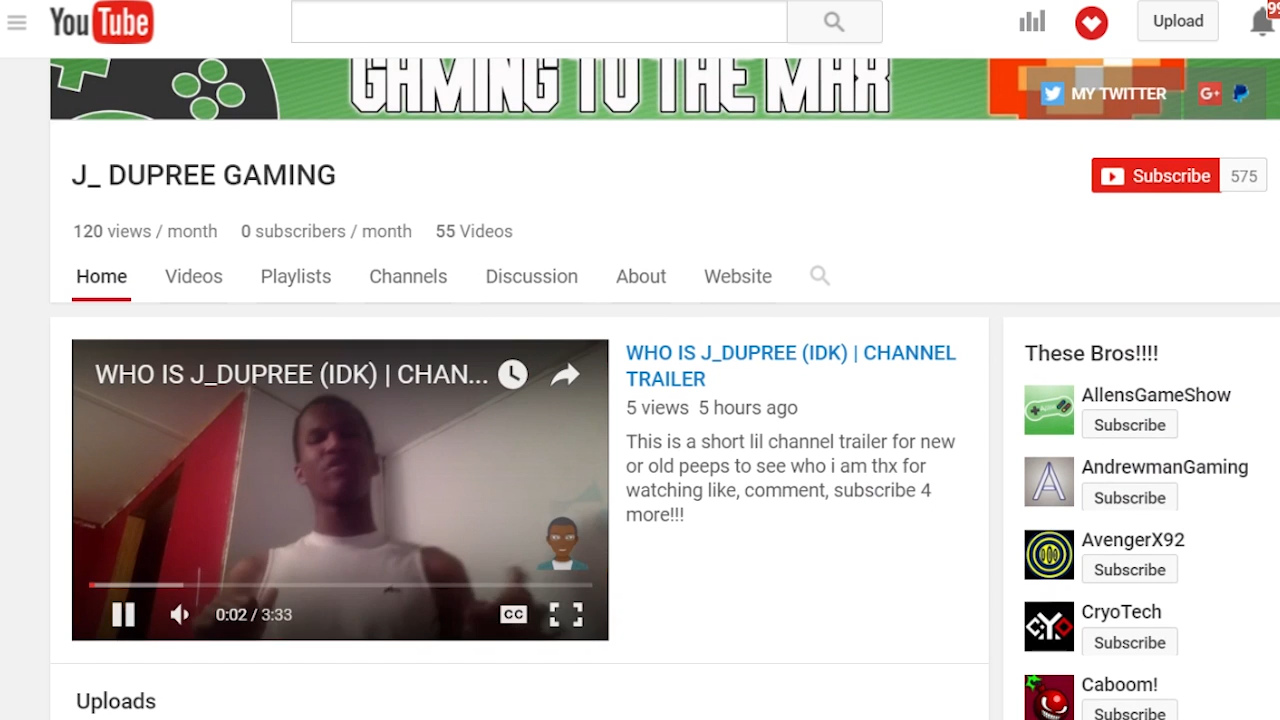 YouTube
Upload
99
GAMING TO THE MAX
MY TWITTER
G+
J_ DUPREE GAMING
Subscribe 575
120 views / month 0 subscribers / month 55 Videos
Home Videos Playlists Channels Discussion About Website
WHO IS J_DUPREE (IDK) | CHAN...
0:02 / 3:33
CC
WHO IS J_DUPREE (IDK) | CHANNEL
TRAILER
5 views 5 hours ago
This is a short lil channel trailer for new
or old peeps to see who i am thx for
watching like, comment, subscribe 4
more!!!
These Bros!!!!
AllensGameShow
Subscribe
AndrewmanGaming
Subscribe
AvengerX92
Subscribe
CryoTech
Subscribe
Caboom!
Subscribe
Uploads